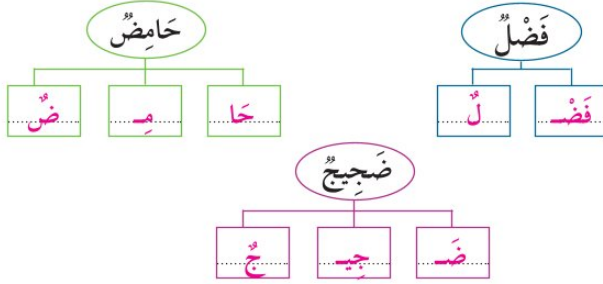 فَضْلٌ
فَضْـ لٌ
حَامِضٌ
حَا مِـ ضٌ
ضَجِيجٌ
ضَـ جِيـ جٌ